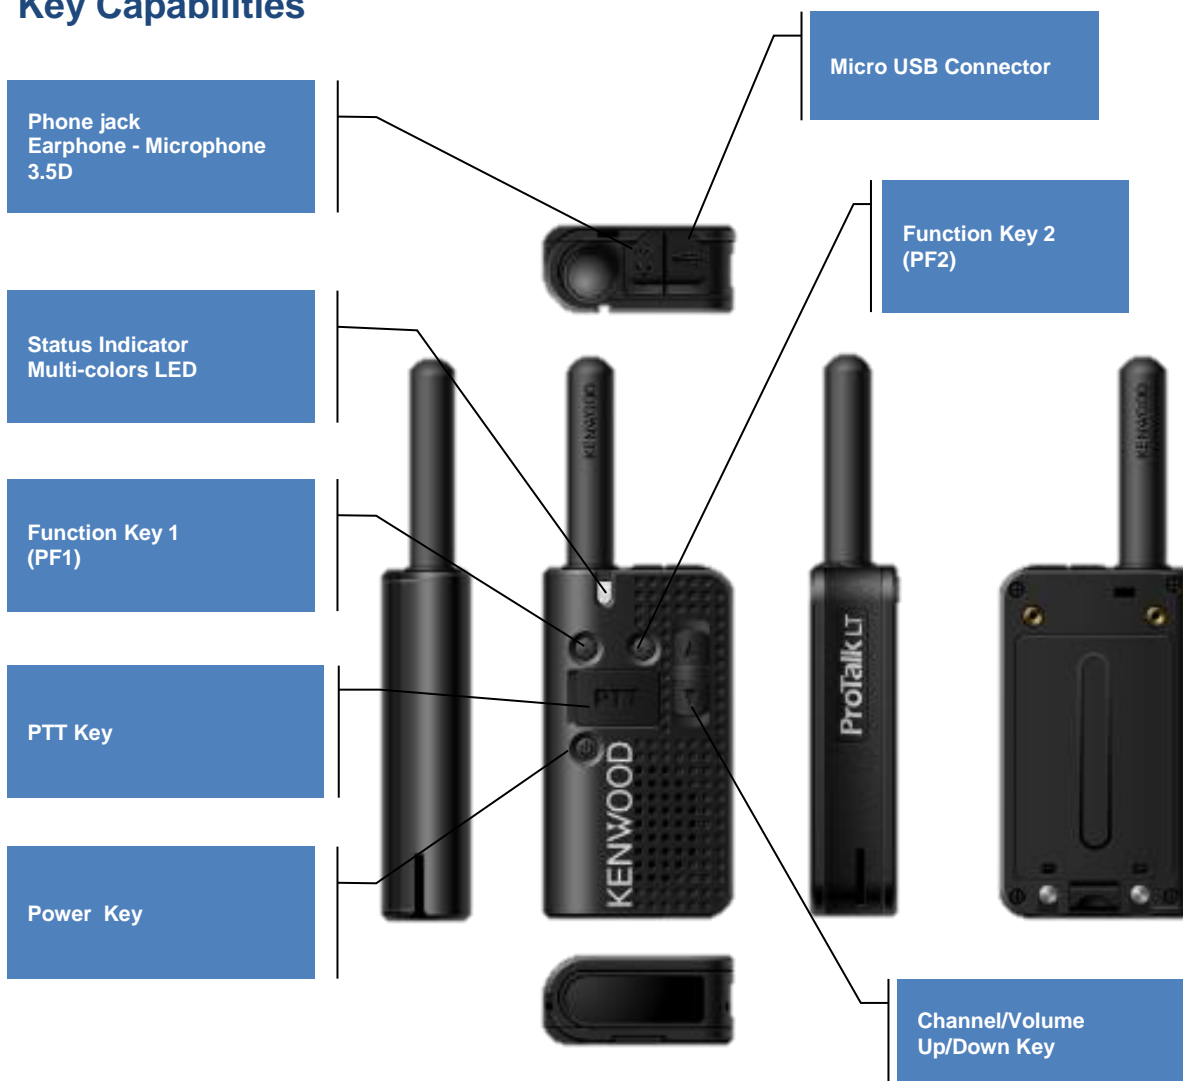 Key Capabilities
Micro USB Connector
Phone jack
Earphone - Microphone
3.5D
Function Key 2
(PF2)
Status Indicator
Multi-colors LED
KENWOOD
KENWOOD
Function Key 1
(PF1)
ProTalk LT
PTT
PTT Key
KENWOOD
Power  Key
Channel/Volume
Up/Down Key